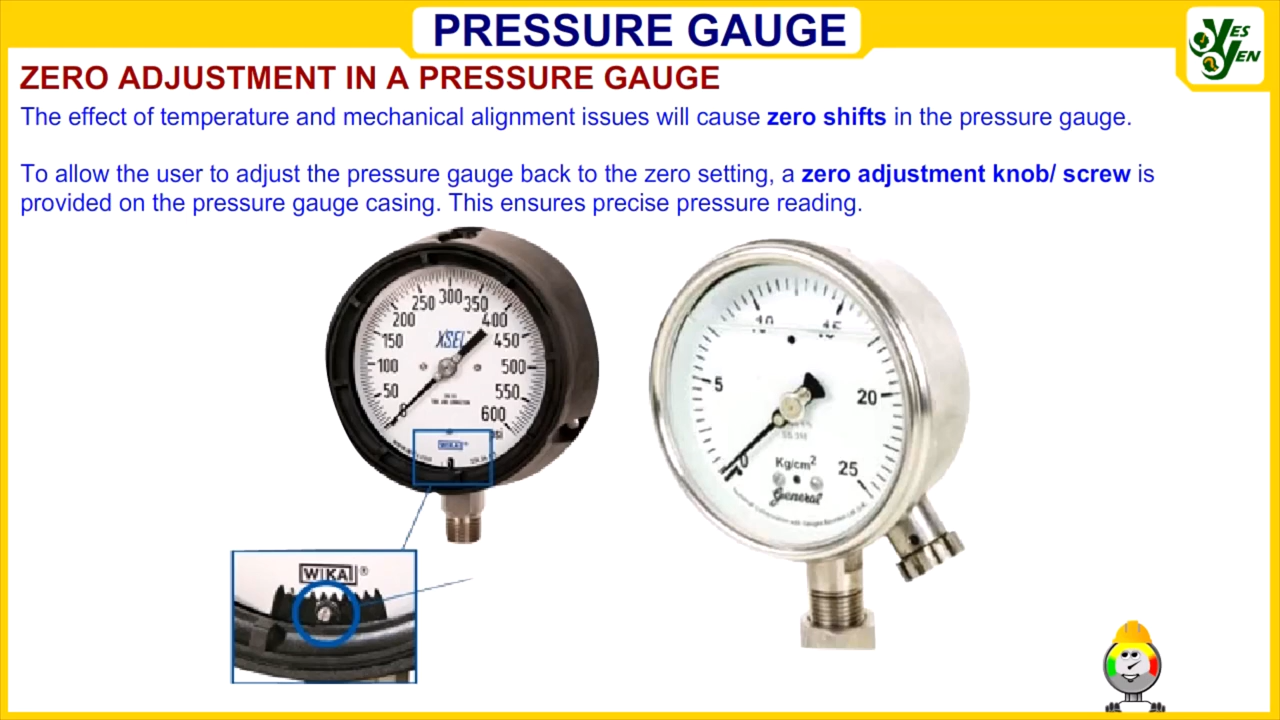 PRESSURE GAUGE
YES
YEN
ZERO ADJUSTMENT IN A PRESSURE GAUGE
The effect of temperature and mechanical alignment issues will cause zero shifts in the pressure gauge.
To allow the user to adjust the pressure gauge back to the zero setting, a zero adjustment knob/ screw is
provided on the pressure gauge casing. This ensures precise pressure reading.
0
50
100
150
200
250
300
350
400
450
500
550
600
XSEL
psi
WIKA
0
5
10
15
20
25
Kg/cm2
General
WIKA®